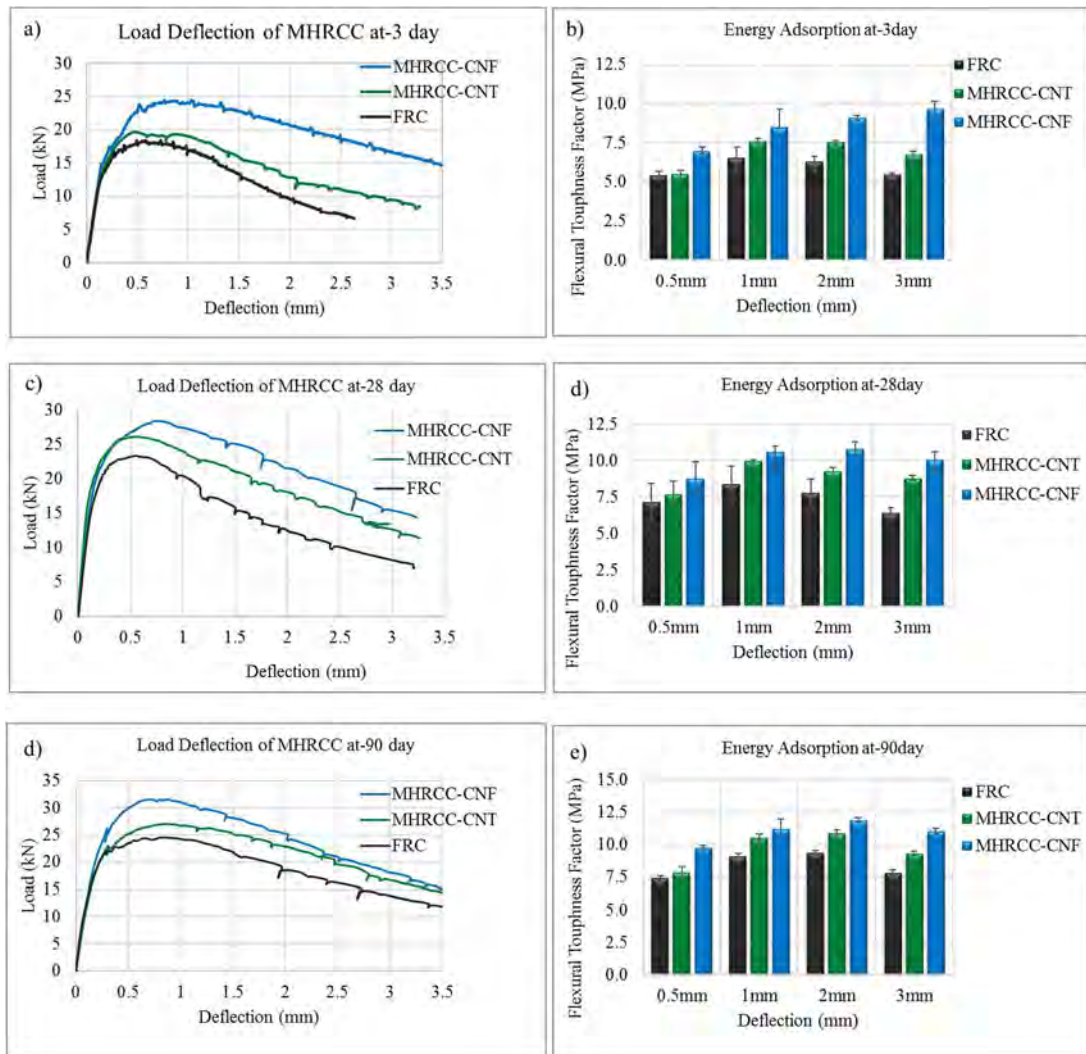 a)
Load Deflection of MHRCC at-3 day
30
25
20
15
10
5
0
Load (kN)
MHRCC-CNF
MHRCC-CNT
FRC
0 0.5 1 1.5 2 2.5 3 3.5
Deflection (mm)
b)
Energy Adsorption at-3day
12.5
10.0
7.5
5.0
2.5
0.0
Flexural Touphness Factor (MPa)
FRC
MHRCC-CNT
MHRCC-CNF
0.5mm 1mm 2mm 3mm
Deflection (mm)
c)
Load Deflection of MHRCC at-28 day
30
25
20
15
10
5
0
Load (kN)
MHRCC-CNF
MHRCC-CNT
FRC
0 0.5 1 1.5 2 2.5 3 3.5
Deflection (mm)
d)
Energy Adsorption at-28day
12.5
10.0
7.5
5.0
2.5
0.0
Flexural Touphness Factor (MPa)
FRC
MHRCC-CNT
MHRCC-CNF
0.5mm 1mm 2mm 3mm
Deflection (mm)
d)
Load Deflection of MHRCC at-90 day
35
30
25
20
15
10
5
0
Load (kN)
MHRCC-CNF
MHRCC-CNT
FRC
0 0.5 1 1.5 2 2.5 3 3.5
Deflection (mm)
e)
Energy Adsorption at-90day
15.0
12.5
10.0
7.5
5.0
2.5
0.0
Flexural Touphness Factor (MPa)
FRC
MHRCC-CNT
MHRCC-CNF
0.5mm 1mm 2mm 3mm
Deflection (mm)